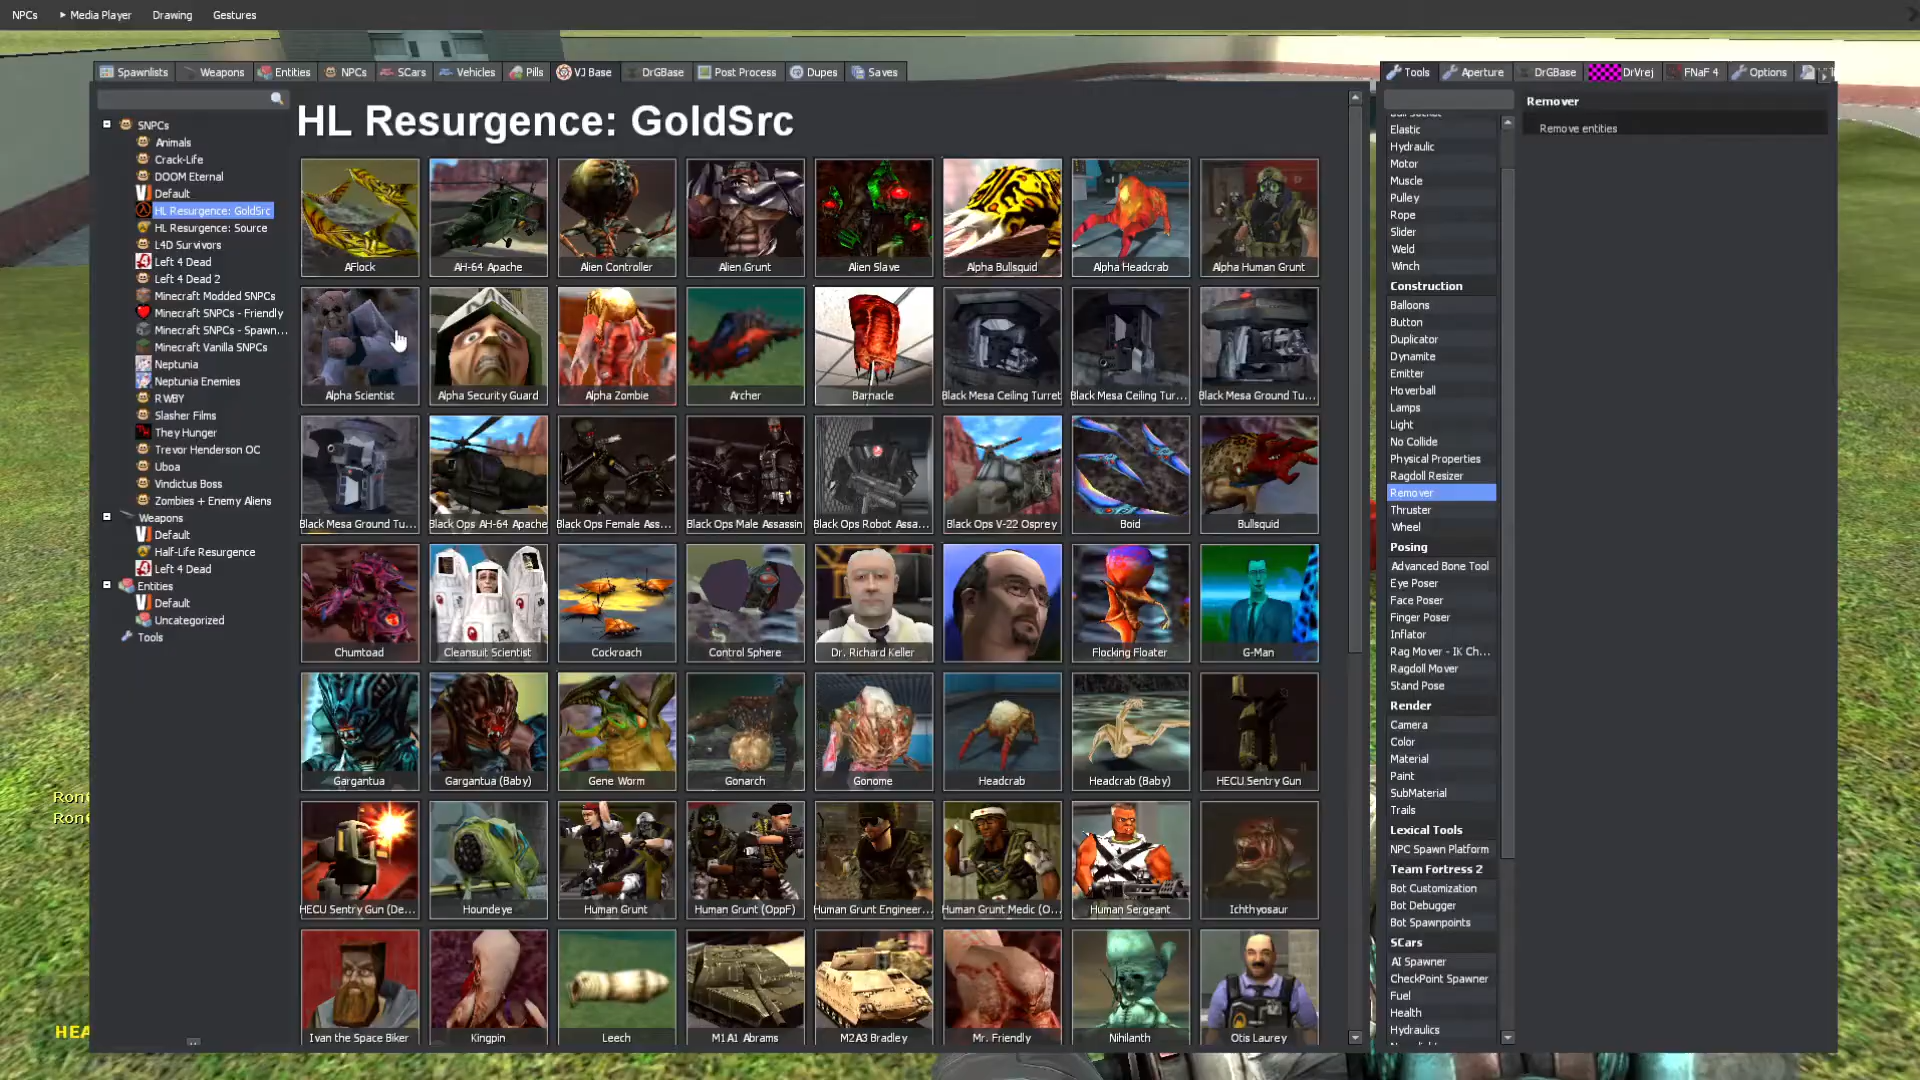 NPCs
Media Player
Drawing
Gestures
Spawnlists
Weapons
Entities
NPCs
SCars
Vehicles
Pills
VJ Base
DrGBase
Post Process
Dupes
Saves
Tools
Aperture
DrGBase
DrVrej
FNaF 4
Options
SNPCs
Animals
Crack-Life
DOOM Eternal
Default
HL Resurgence: GoldSrc
HL Resurgence: Source
L4D Survivors
Left 4 Dead
Left 4 Dead 2
Minecraft Modded SNPCs
Minecraft SNPCs - Friendly
Minecraft SNPCs - Spawn...
Minecraft Vanilla SNPCs
Neptunia
Neptunia Enemies
RWBY
Slasher Films
They Hunger
Trevor Henderson OC
Uboa
Vindictus Boss
Zombies + Enemy Aliens
Weapons
Default
Half-Life Resurgence
Left 4 Dead
Entities
Default
Uncategorized
Tools
HL Resurgence: GoldSrc
AFlock
AH-64 Apache
Alien Controller
Alien Grunt
Alien Slave
Alpha Bullsquid
Alpha Headcrab
Alpha Human Grunt
Alpha Scientist
Alpha Security Guard
Alpha Zombie
Archer
Barnacle
Black Mesa Ceiling Turret
Black Mesa Ceiling Tur...
Black Mesa Ground Tu...
Black Mesa Ground Tu...
Black Ops AH-64 Apache
Black Ops Female Ass...
Black Ops Male Assassin
Black Ops Robot Assa...
Black Ops V-22 Osprey
Boid
Bullsquid
Chumtoad
Cleansuit Scientist
Cockroach
Control Sphere
Dr. Richard Keller
Flocking Floater
G-Man
Gargantua
Gargantua (Baby)
Gene Worm
Gonarch
Gonome
Headcrab
Headcrab (Baby)
HECU Sentry Gun
HECU Sentry Gun (De...
Houndeye
Human Grunt
Human Grunt (OppF)
Human Grunt Engineer...
Human Grunt Medic (O...
Human Sergeant
Ichthyosaur
Ivan the Space Biker
Kingpin
Leech
M1A1 Abrams
M2A3 Bradley
Mr. Friendly
Nihilanth
Otis Laurey
Elastic
Hydraulic
Motor
Muscle
Pulley
Rope
Slider
Weld
Winch
Construction
Balloons
Button
Duplicator
Dynamite
Emitter
Hoverball
Lamps
Light
No Collide
Physical Properties
Ragdoll Resizer
Remover
Thruster
Wheel
Posing
Advanced Bone Tool
Eye Poser
Face Poser
Finger Poser
Inflator
Rag Mover - IK Ch...
Ragdoll Mover
Stand Pose
Render
Camera
Color
Material
Paint
SubMaterial
Trails
Lexical Tools
NPC Spawn Platform
Team Fortress 2
Bot Customization
Bot Debugger
Bot Spawnpoints
SCars
AI Spawner
CheckPoint Spawner
Fuel
Health
Hydraulics
Remover
Remove entities